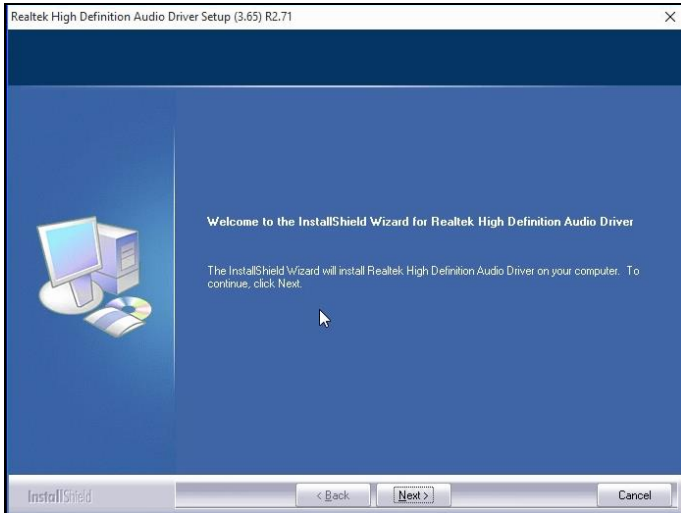 Realtek High Definition Audio Driver Setup (3.65) R2.71
Welcome to the InstallShield Wizard for Realtek High Definition Audio Driver
The InstallShield Wizard will install Realtek High Definition Audio Driver on your computer. To
continue, click Next.
InstallShield
< Back
Next >
Cancel